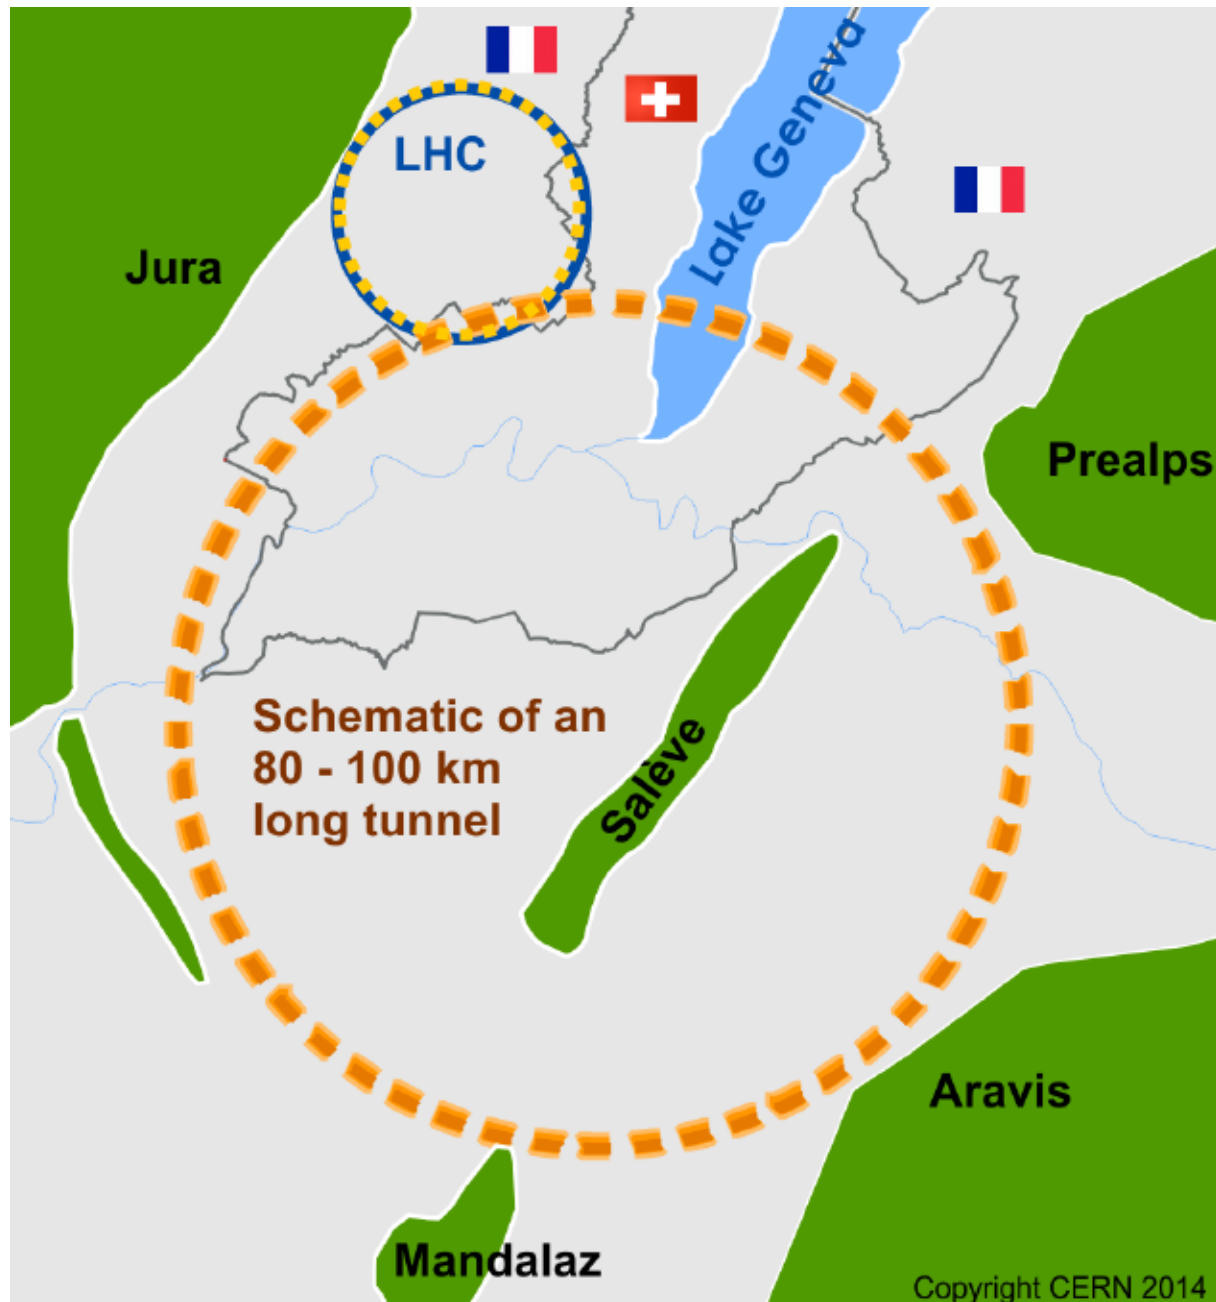 Lake Geneva
LHC
Jura
Prealps
Schematic of an
80 - 100 km
long tunnel
Salève
Aravis
Mandalaz
Copyright CERN 2014